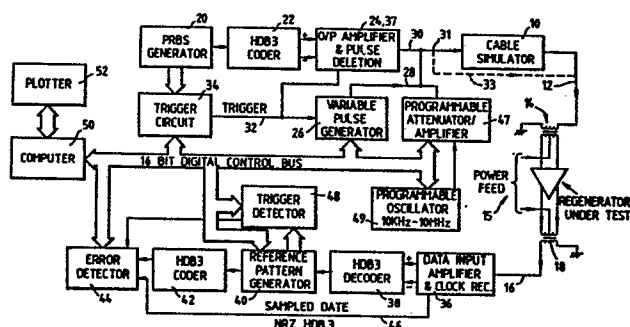 20
PRBS
GENERATOR
22
HDB3
CODER
+
-
24,37
O/P AMPLIFIER
& PULSE
DELETION
30
31
10
CABLE
SIMULATOR
33
12
52
PLOTTER
34
TRIGGER
CIRCUIT
TRIGGER
32
28
VARIABLE
PULSE
GENERATOR
26
PROGRAMMABLE
ATTENUATOR/
AMPLIFIER
47
14
50
COMPUTER
16 BIT DIGITAL CONTROL BUS
POWER
FEED
15
REGENERATOR
UNDER TEST
TRIGGER
DETECTOR
48
PROGRAMMABLE
OSCILLATOR
10KHz-10MHz
49
18
ERROR
DETECTOR
44
HDB3
CODER
42
REFERENCE
PATTERN
GENERATOR
40
HDB3
DECODER
38
+
-
DATA INPUT
AMPLIFIER
& CLOCK REC.
36
16
SAMPLED DATE
NRZ HDB3
46